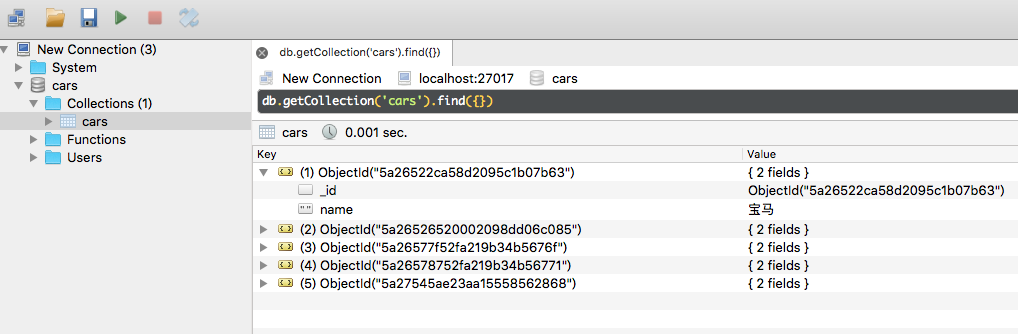 New Connection (3)
System
cars
Collections (1)
cars
Functions
Users
db.getCollection('cars').find({})
New Connection localhost:27017 cars
db.getCollection('cars').find({})
cars 0.001 sec.
Key Value
(1) ObjectId("5a26522ca58d2095c1b07b63") { 2 fields }
_id ObjectId("5a26522ca58d2095c1b07b63")
name 宝马
(2) ObjectId("5a26526520002098dd06c085") { 2 fields }
(3) ObjectId("5a26577f52fa219b34b5676f") { 2 fields }
(4) ObjectId("5a26578752fa219b34b56771") { 2 fields }
(5) ObjectId("5a27545ae23aa15558562868") { 2 fields }